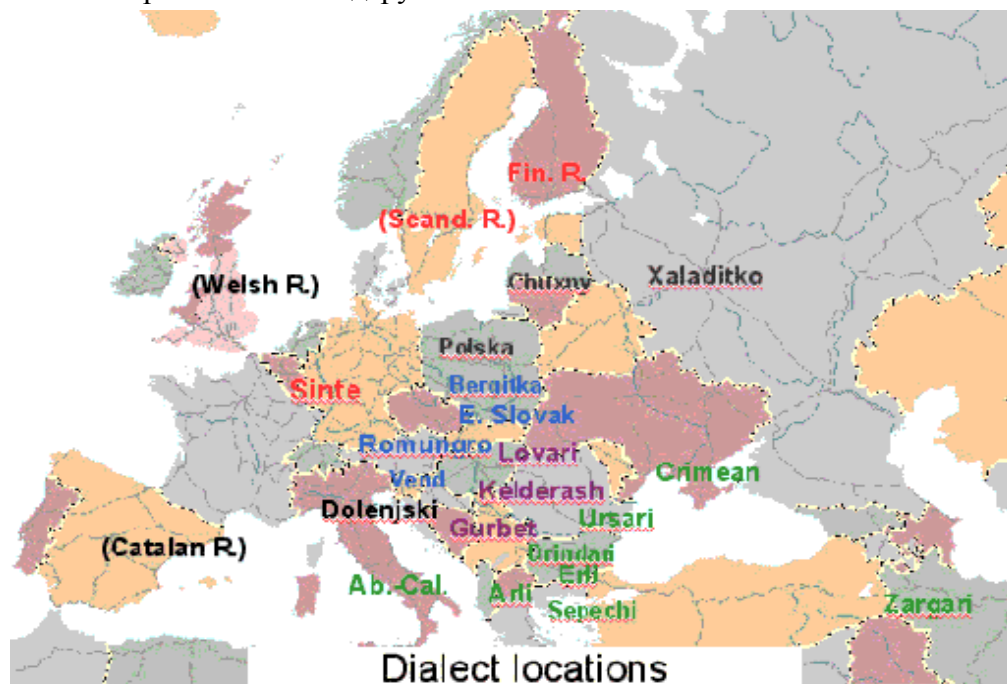 Fin. R.
(Scand. R.)
Chuxny
Xaladitko
(Welsh R.)
Polska
Bergitka
Sinte
E. Slovak
Romungro
Lovari
Crimean
Vend
Kelderash
Dolenjski
Ursari
Gurbet
(Catalan R.)
Drindari
Erli
Ab.-Cal.
Arli
Sepechi
Zargari
Dialect locations